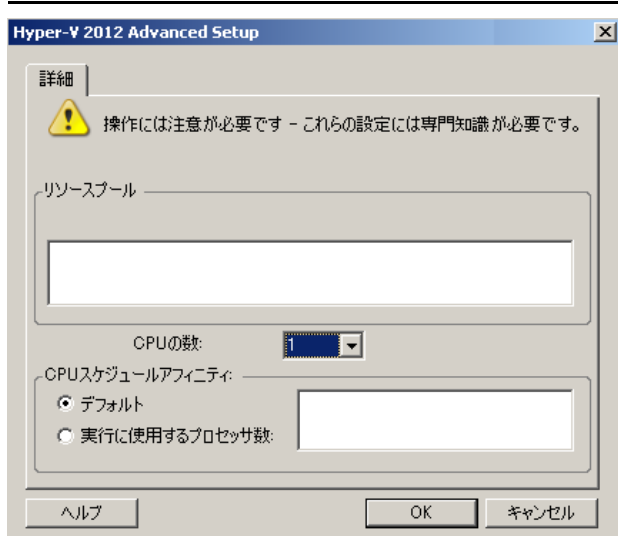 Hyper-V 2012 Advanced Setup
詳細
操作には注意が必要です - これらの設定には専門知識が必要です。
リソースプール
CPUの数: 1
CPUスケジュールアフィニティ:
デフォルト
実行に使用するプロセッサ数:
ヘルプ OK キャンセル